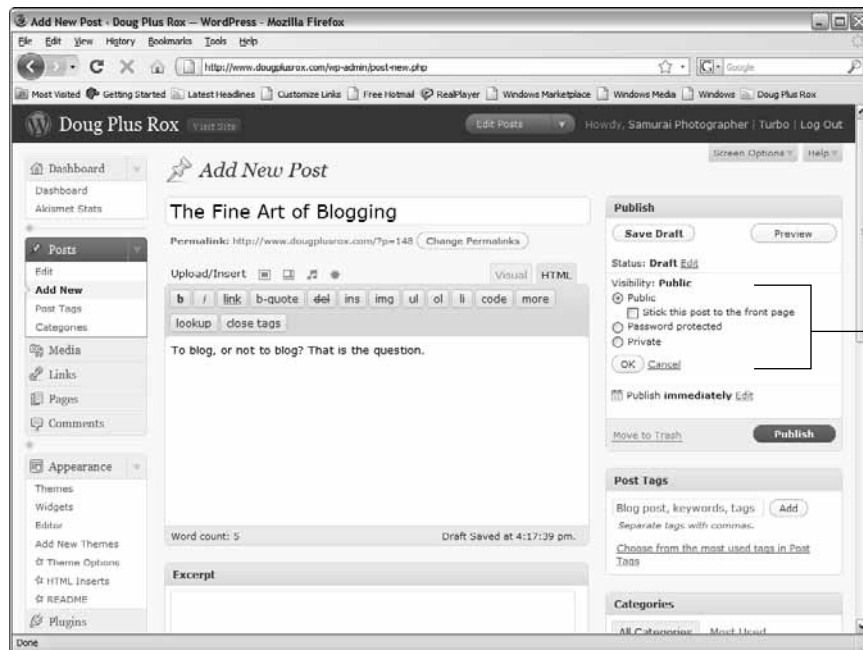 Add New Post ‹ Doug Plus Rox — WordPress - Mozilla Firefox
File Edit View History Bookmarks Tools Help
http://www.dougplusrox.com/wp-admin/post-new.php
Google
Most Visited Getting Started Latest Headlines Customize Links Free Hotmail RealPlayer Windows Marketplace Windows Media Windows Doug Plus Rox
Doug Plus Rox Visit Site Edit Posts Howdy, Samurai Photographer | Turbo | Log Out
Screen Options Help
Dashboard
Dashboard
Akismet Stats
Posts
Edit
Add New
Post Tags
Categories
Media
Links
Pages
Comments
Appearance
Themes
Widgets
Editor
Add New Themes
Theme Options
HTML Inserts
README
Plugins
Add New Post
The Fine Art of Blogging
Permalink: http://www.dougplusrox.com/?p=148 Change Permalinks
Upload/Insert Visual HTML
b i link b-quote del ins img ul ol li code more
lookup close tags
To blog, or not to blog? That is the question.
Word count: 5 Draft Saved at 4:17:39 pm.
Excerpt
Publish
Save Draft Preview
Status: Draft Edit
Visibility: Public
Public
Stick this post to the front page
Password protected
Private
OK Cancel
Publish immediately Edit
Move to Trash Publish
Post Tags
Blog post, keywords, tags Add
Separate tags with commas.
Choose from the most used tags in Post
Tags
Categories
All Categories Most Used
Done